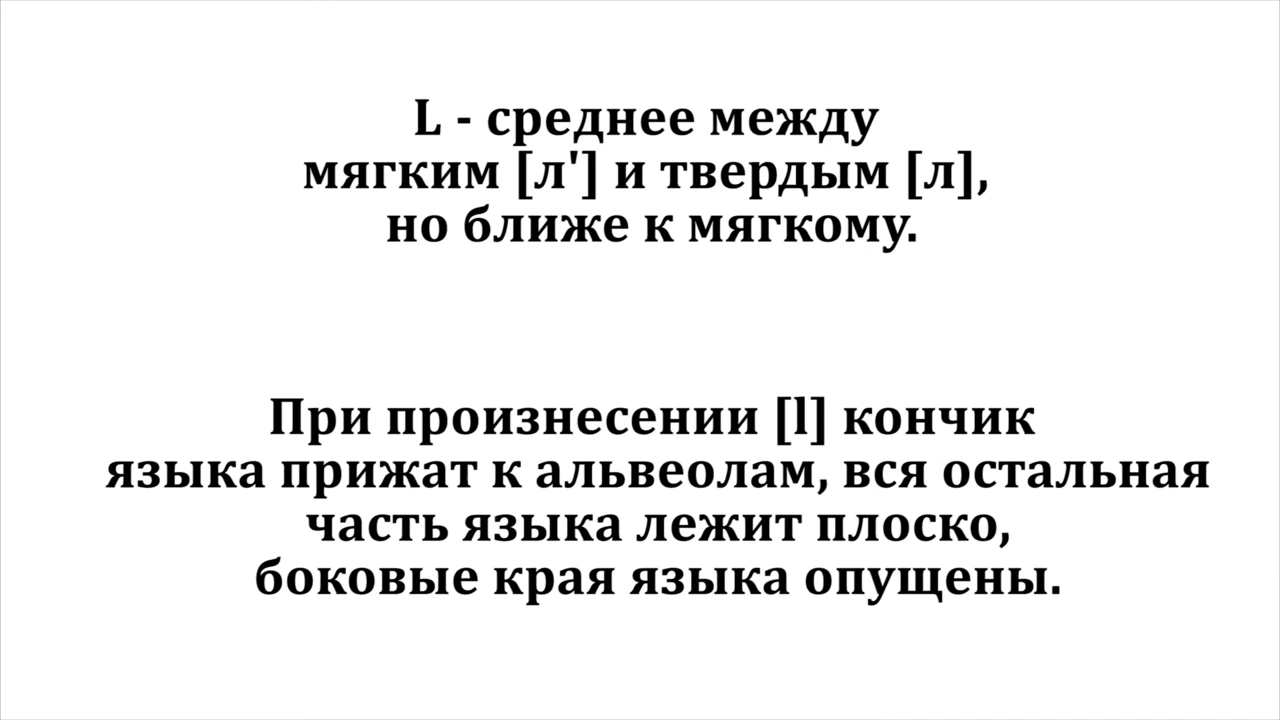 L - среднее между
мягким [л'] и твердым [л],
но ближе к мягкому.
При произнесении [l] кончик
языка прижат к альвеолам, вся остальная
часть языка лежит плоско,
боковые края языка опущены.